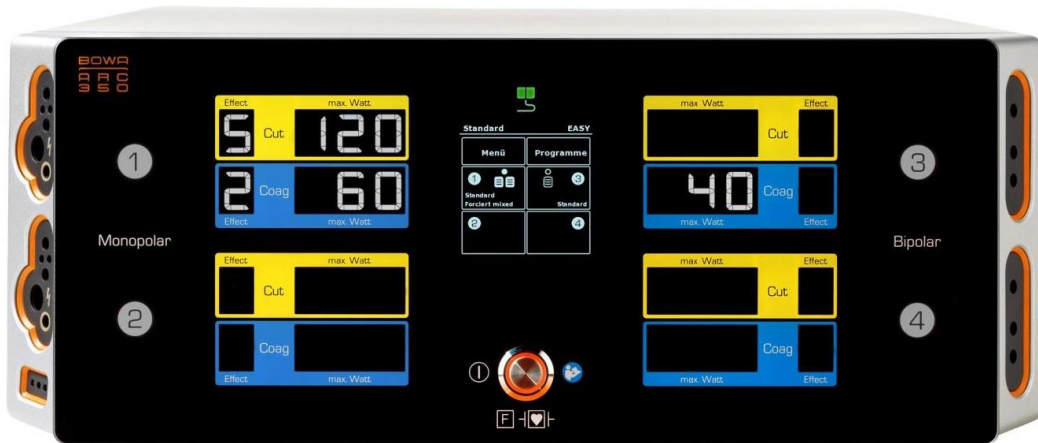 BOWA
ARC
350
1
Monopolar
2
Effect max. Watt
5 Cut 120
2 Coag 60
Effect max. Watt
Effect max. Watt
Cut
Coag
Effect max. Watt
Standard EASY
Menü Programme
1 3
Standard
Forciert mixed Standard
2 4
F
max. Watt Effect
Cut
40 Coag
max. Watt Effect
max. Watt Effect
Cut
Coag
max. Watt Effect
3
Bipolar
4